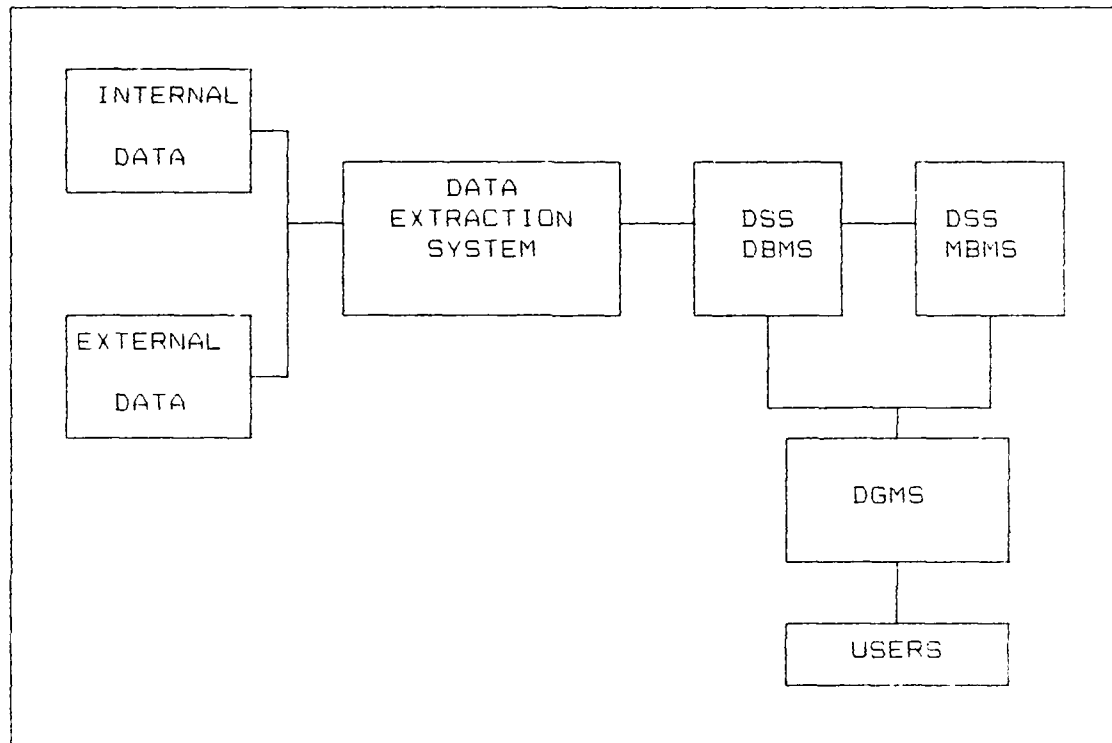 INTERNAL
DATA
EXTERNAL
DATA
DATA
EXTRACTION
SYSTEM
DSS
DBMS
DSS
MBMS
DGMS
USERS